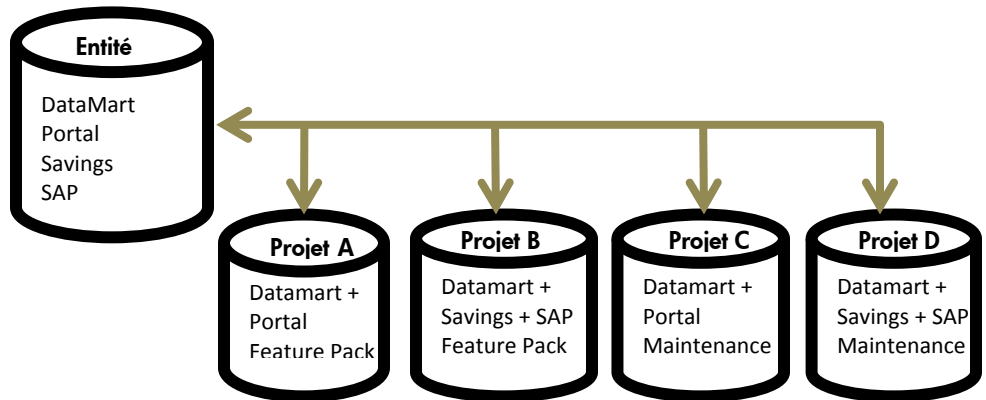 Entité
DataMart
Portal
Savings
SAP
Projet A
Datamart +
Portal
Feature Pack
Projet B
Datamart +
Savings + SAP
Feature Pack
Projet C
Datamart +
Portal
Maintenance
Projet D
Datamart +
Savings + SAP
Maintenance